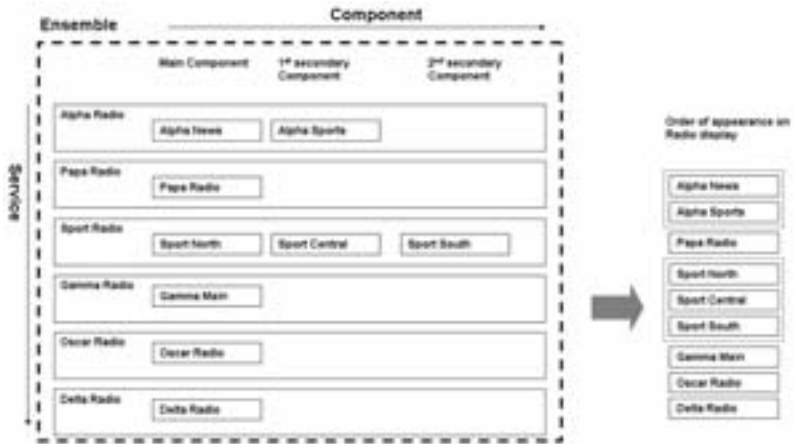 Ensemble
Component
Service
Main Component
1st secondary
Component
2nd secondary
Component
Alpha Radio
Alpha News
Alpha Sports
Papa Radio
Papa Radio
Sport Radio
Sport North
Sport Central
Sport South
Gamma Radio
Gamma Main
Oscar Radio
Oscar Radio
Delta Radio
Delta Radio
Order of appearance on
Radio display
Alpha News
Alpha Sports
Papa Radio
Sport North
Sport Central
Sport South
Gamma Main
Oscar Radio
Delta Radio